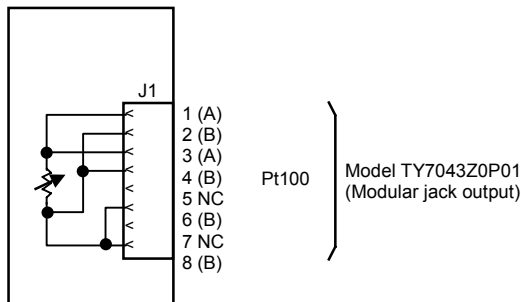 J1
1 (A)
2 (B)
3 (A)
4 (B)
5 NC
6 (B)
7 NC
8 (B)
Pt100
Model TY7043Z0P01
(Modular jack output)